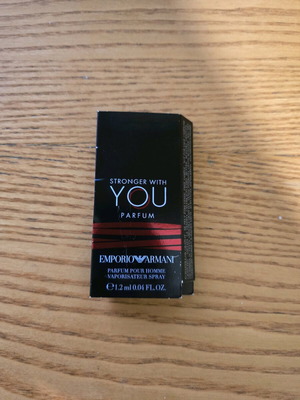 STRONGER WITH
YOU
PARFUM
EMPORIO ARMANI
PARFUM POUR HOMME
VAPORISATEUR SPRAY
℮ 1.2 ml 0.04 FL. OZ.